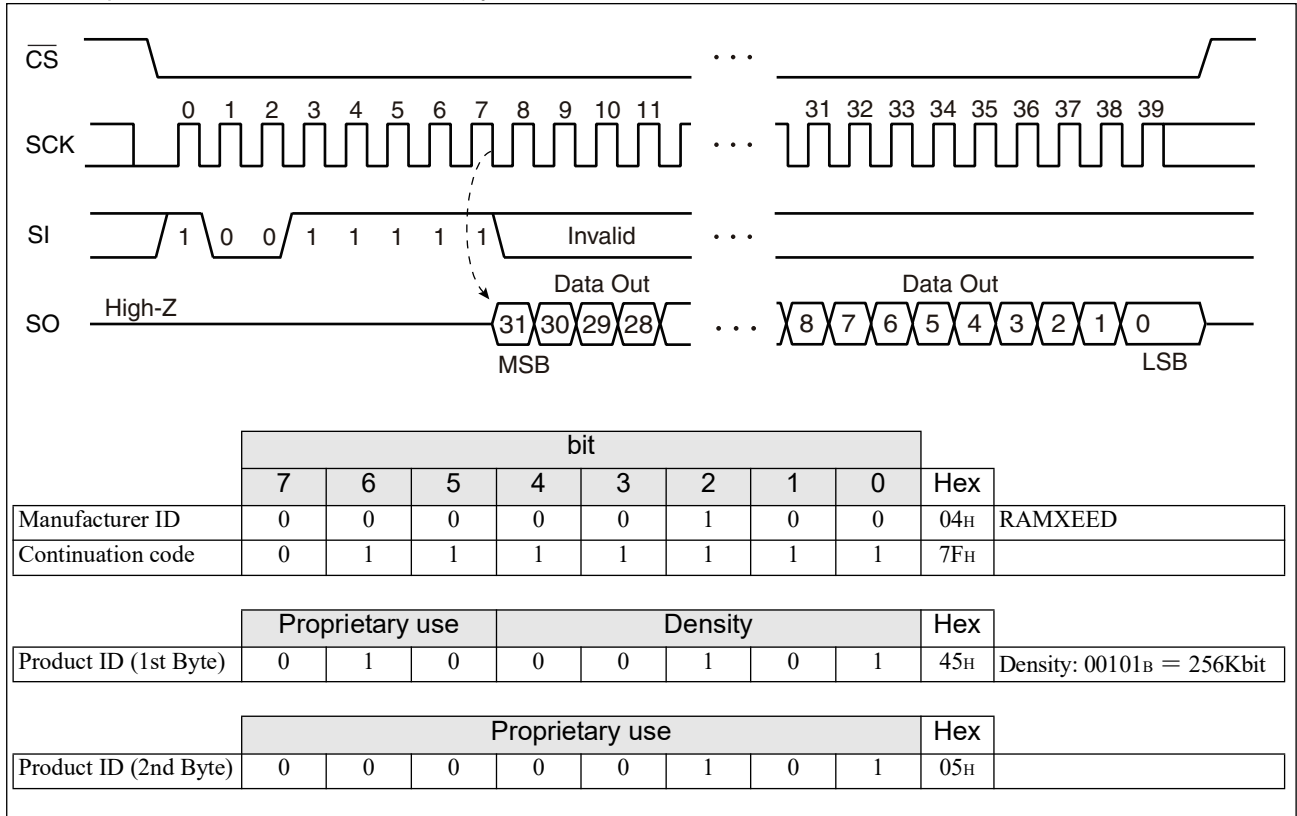 CS
· · ·
0 1 2 3 4 5 6 7 8 9 10 11 31 32 33 34 35 36 37 38 39
SCK · · ·
SI 1 0 0 1 1 1 1 1 Invalid · · ·
Data Out Data Out
High-Z
SO 31 30 29 28 · · · 8 7 6 5 4 3 2 1 0
MSB LSB
bit
7 6 5 4 3 2 1 0 Hex
Manufacturer ID 0 0 0 0 0 1 0 0 04H RAMXEED
Continuation code 0 1 1 1 1 1 1 1 7FH
Proprietary use Density Hex
Product ID (1st Byte) 0 1 0 0 0 1 0 1 45H Density: 00101B = 256Kbit
Proprietary use Hex
Product ID (2nd Byte) 0 0 0 0 0 1 0 1 05H